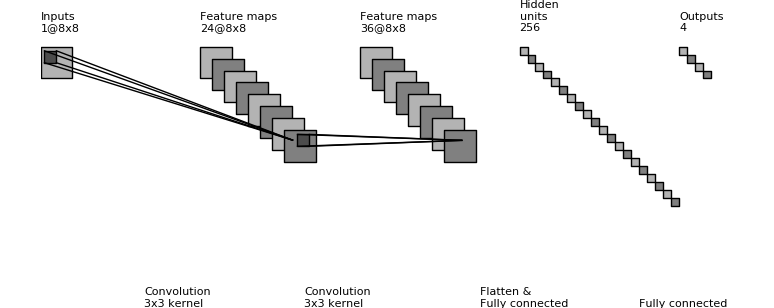 Inputs
1@8x8
Feature maps
24@8x8
Feature maps
36@8x8
Hidden
units
256
Outputs
4
Convolution
3x3 kernel
Convolution
3x3 kernel
Flatten &
Fully connected
Fully connected